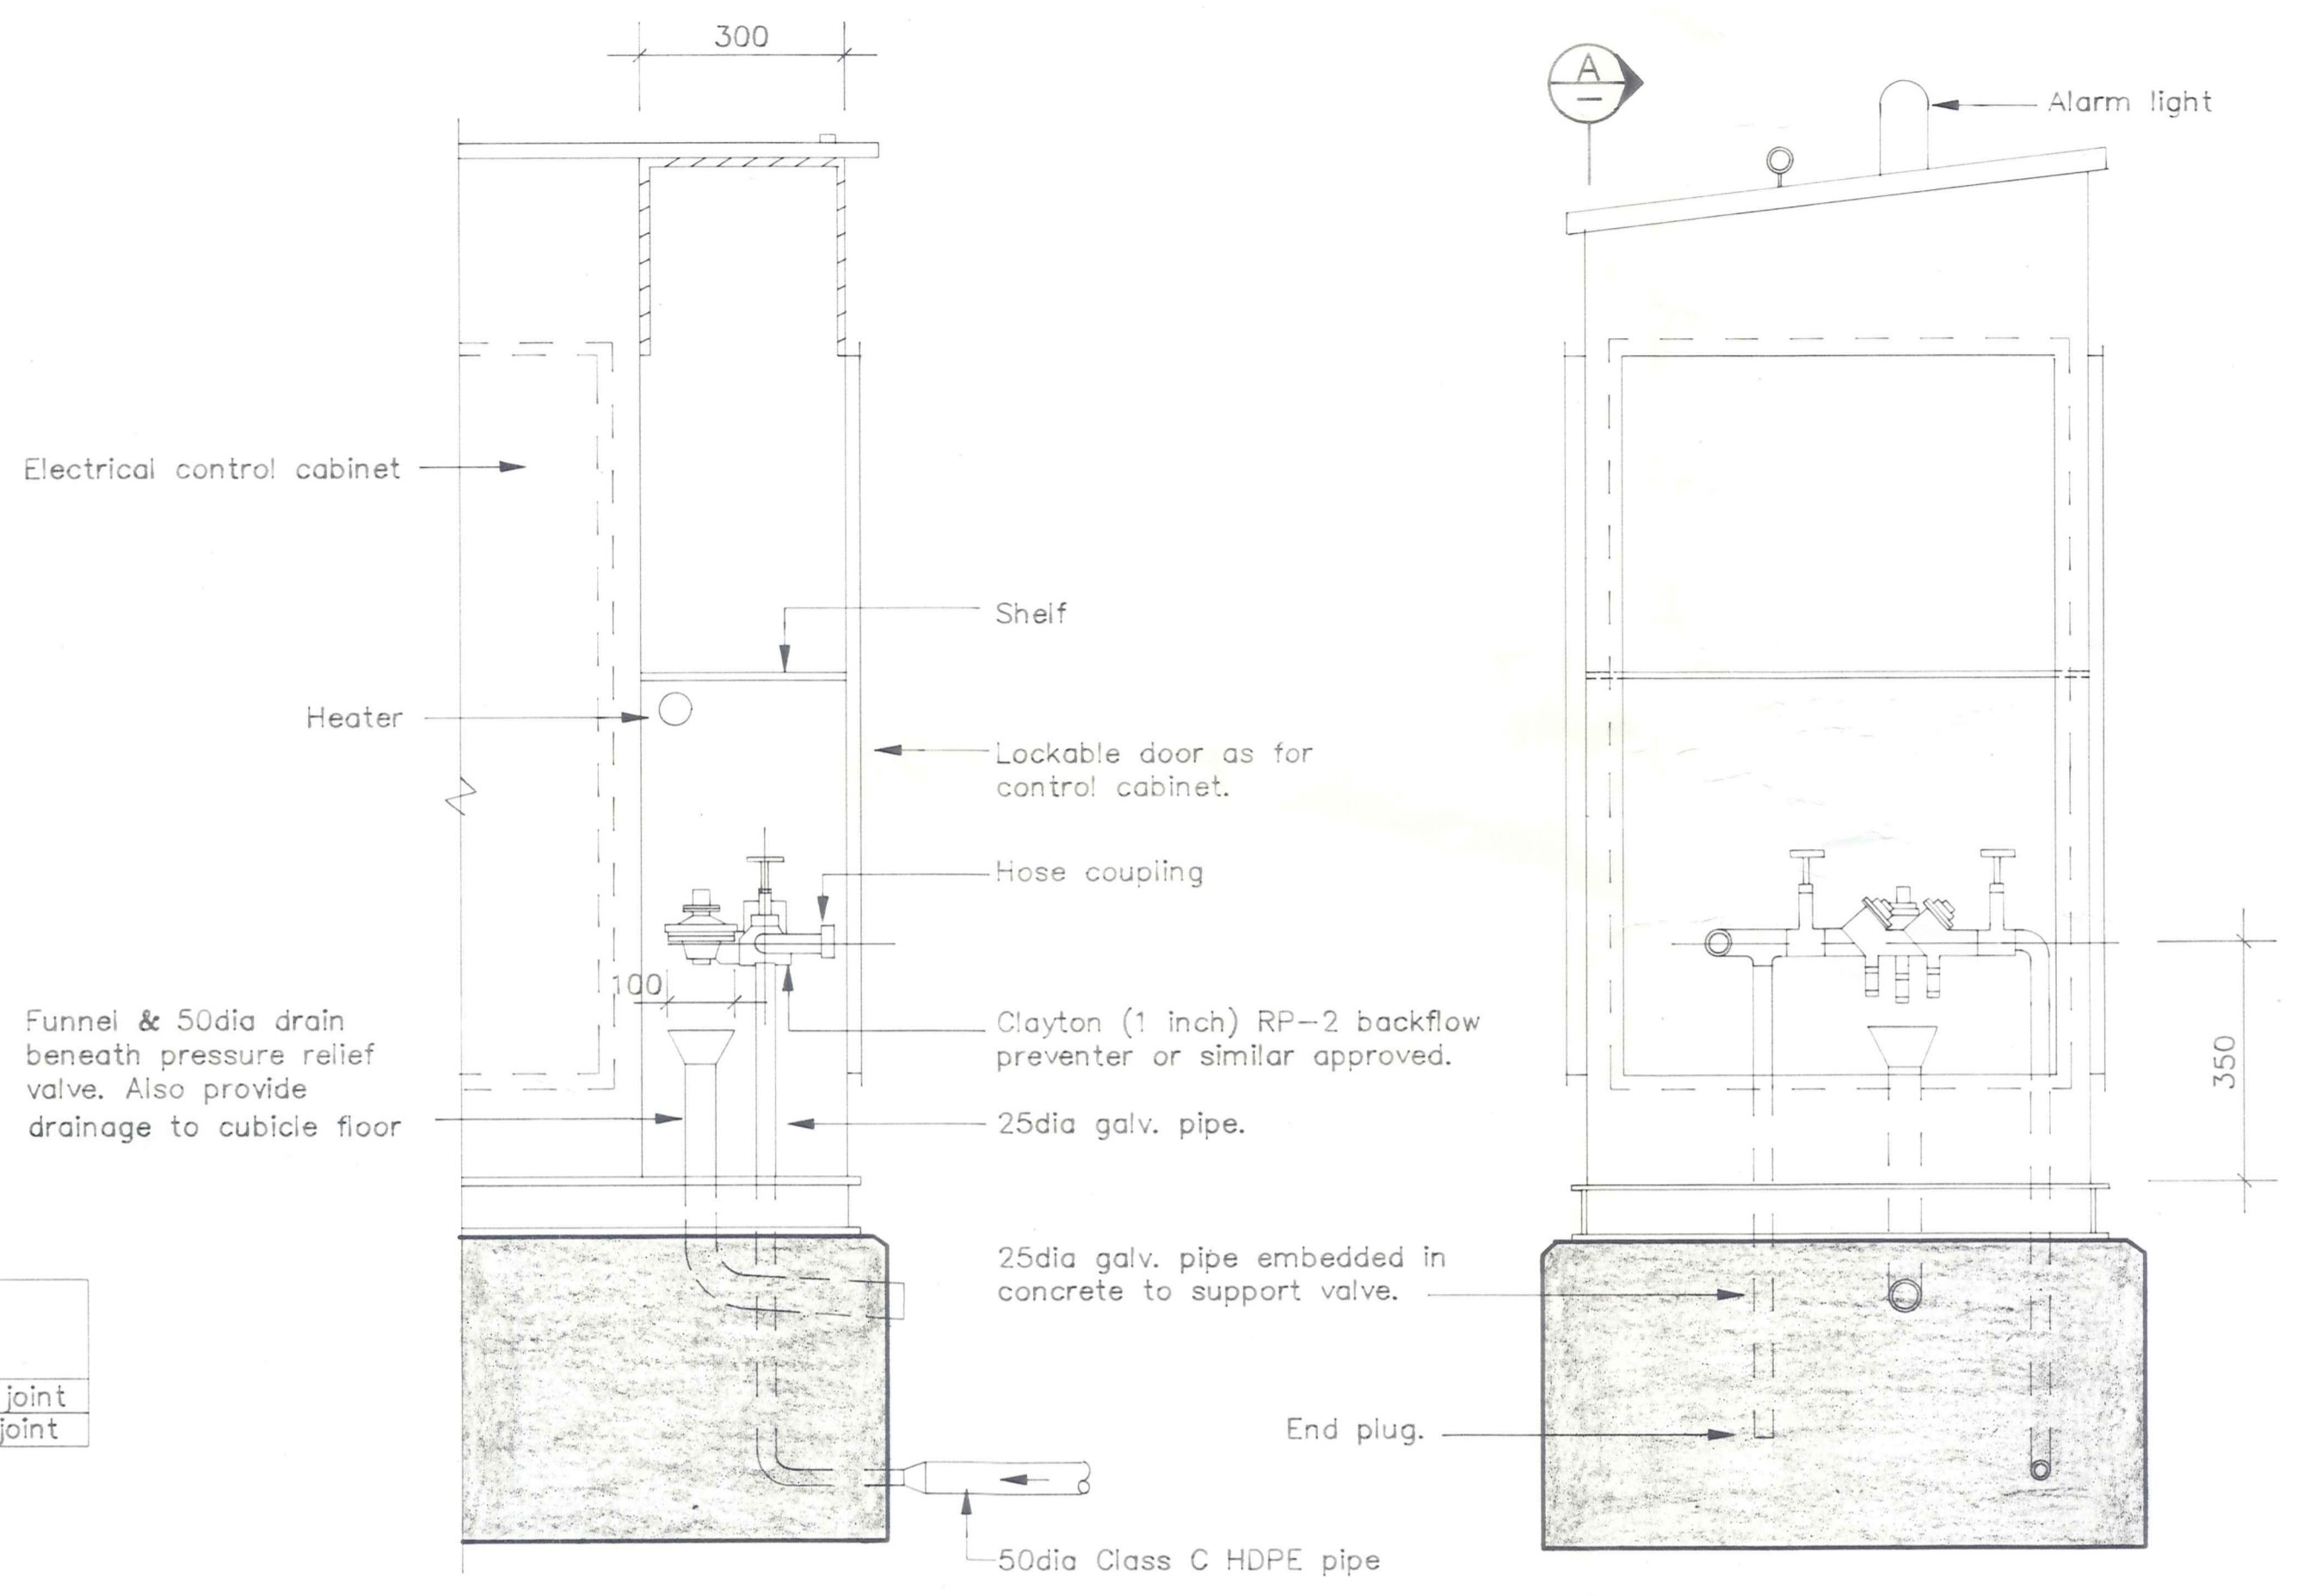 300
A
–
Alarm light
Electrical control cabinet
Shelf
Heater
Lockable door as for
control cabinet.
Hose coupling
100
Funnel & 50dia drain
beneath pressure relief
valve. Also provide
drainage to cubicle floor
Clayton (1 inch) RP–2 backflow
preventer or similar approved.
25dia galv. pipe.
350
25dia galv. pipe embedded in
concrete to support valve.
joint
joint
End plug.
50dia Class C HDPE pipe